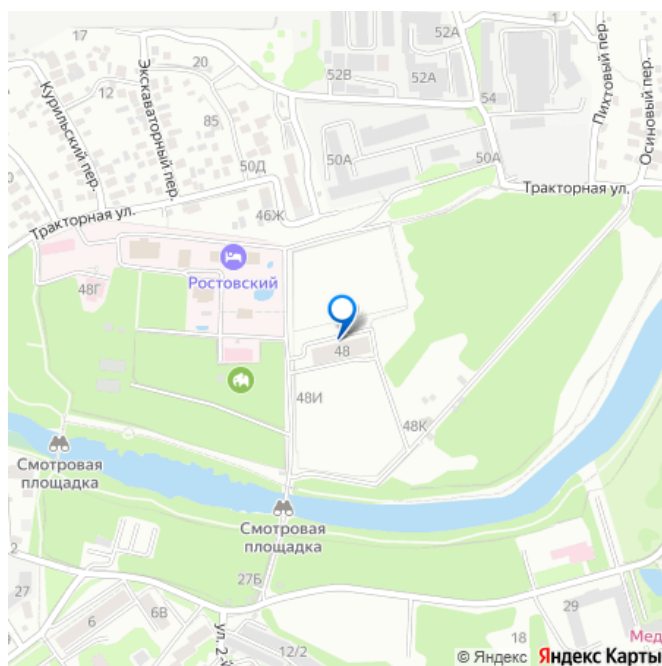 17
20
52А
1
52В
52А
Курильский пер.
12
Экскаваторный пер.
85
54
Пихтовый пер.
Осиновый пер.
50А
50А
50Д
Тракторная ул.
46Ж
Тракторная ул.
Ростовский
48Г
48
48И
48К
Смотровая
площадка
Смотровая
площадка
2
27Б
27
6
6В
ул. 2-й
12/2
18
29
Мед
© Яндекс Яндекс Карты